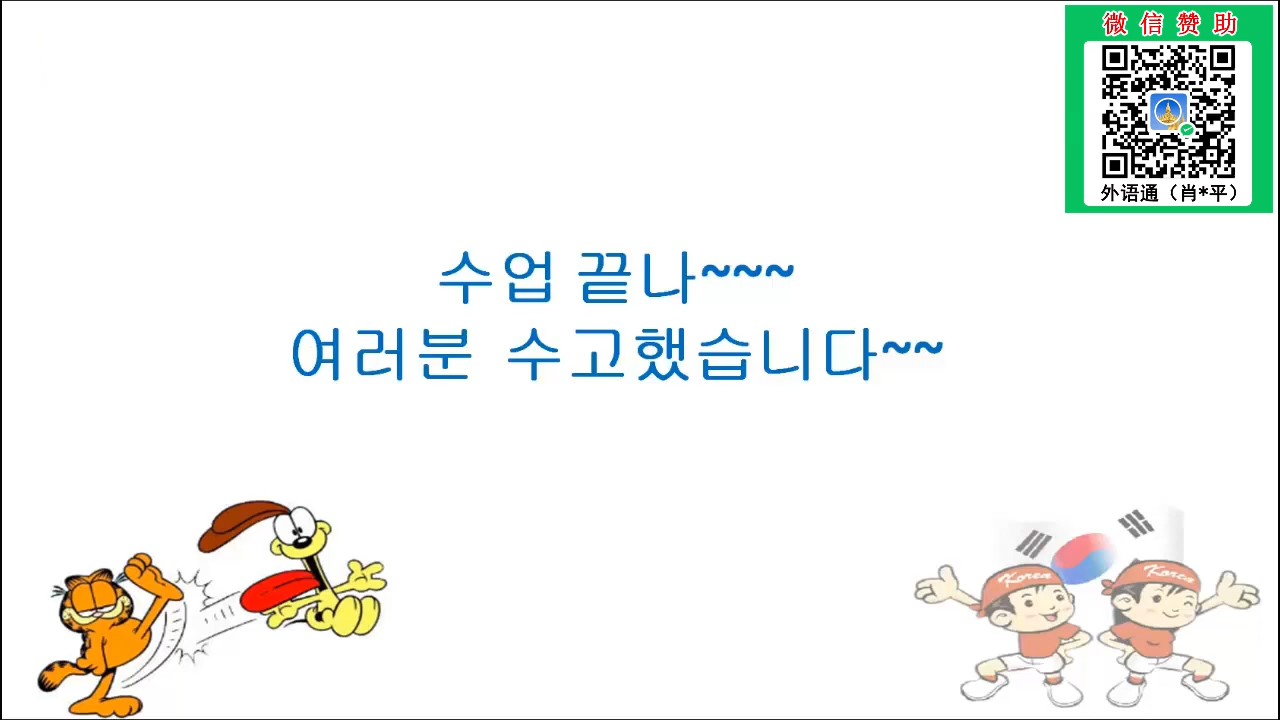 微信赞助
外语通（肖*平）
수업 끝나~~~
여러분 수고했습니다~~
Korea
Korea